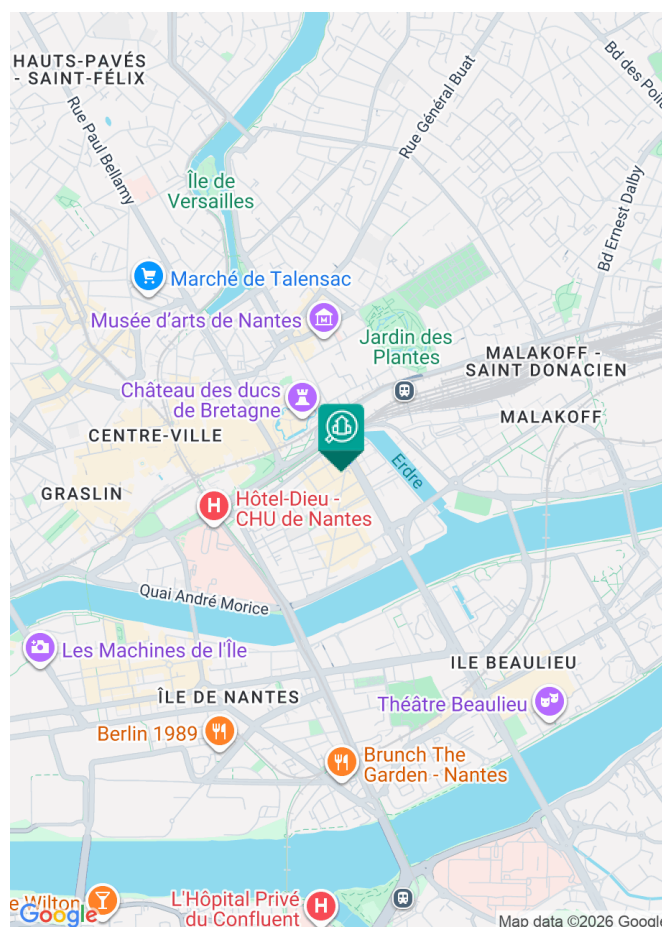 HAUTS-PAVÉS
- SAINT-FÉLIX
Rue Paul Bellamy
Rue Général Buat
Bd des Poilu
Bd Ernest Dalby
Île de
Versailles
Marché de Talensac
Musée d'arts de Nantes
Jardin des
Plantes
MALAKOFF -
SAINT DONACIEN
Château des ducs
de Bretagne
MALAKOFF
CENTRE-VILLE
Erdre
GRASLIN
H
Hôtel-Dieu -
CHU de Nantes
Quai André Morice
Les Machines de l'Île
ILE BEAULIEU
ÎLE DE NANTES
Théâtre Beaulieu
Berlin 1989
Brunch The
Garden - Nantes
e Wilton
L'Hôpital Privé
du Confluent
H
Google
Map data ©2026 Google